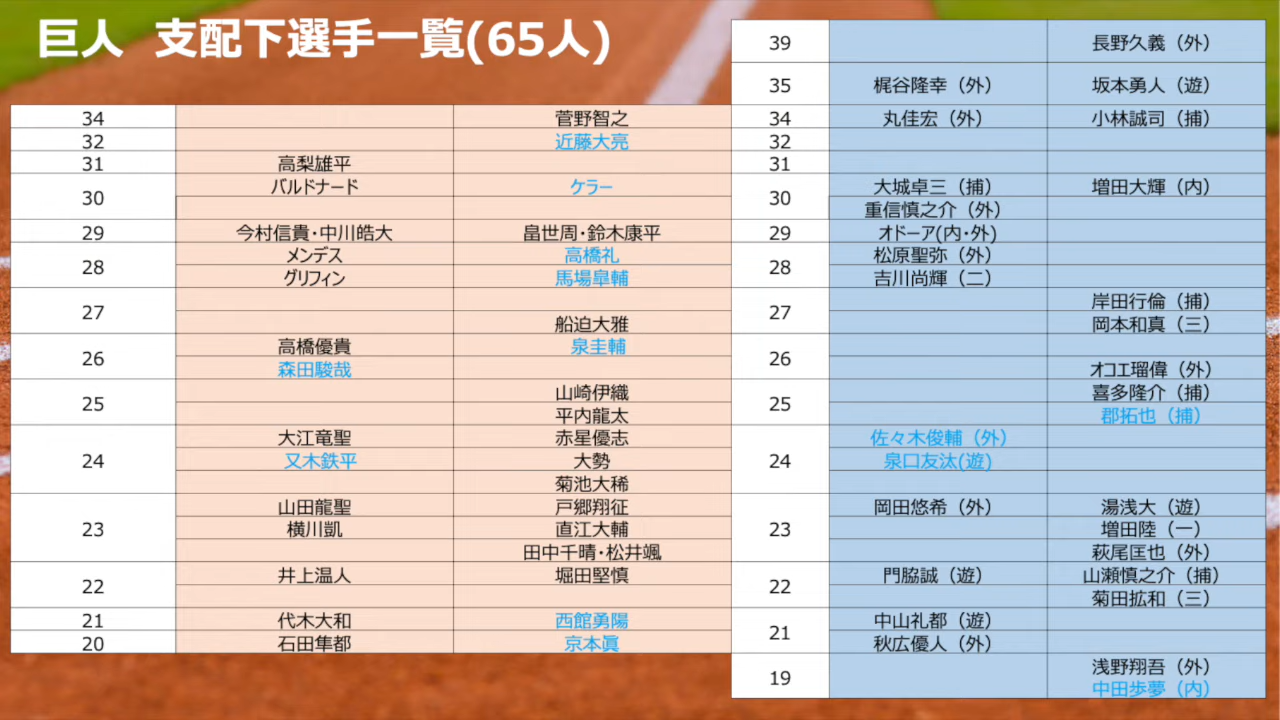 巨人 支配下選手一覧(65人)
34 菅野智之
32 近藤大亮
31 高梨雄平
30 バルドナード ケラー
29 今村信貴・中川皓大 畠世周・鈴木康平
28 メンデス 高橋礼
グリフィン 馬場皐輔
27
船迫大雅
26 高橋優貴 泉圭輔
森田駿哉
25 山崎伊織
平内龍太
24 大江竜聖 赤星優志
又木鉄平 大勢
菊池大稀
23 山田龍聖 戸郷翔征
横川凱 直江大輔
田中千晴・松井颯
22 井上温人 堀田堅慎
21 代木大和 西館勇陽
20 石田隼都 京本眞
39 長野久義（外）
35 梶谷隆幸（外） 坂本勇人（遊）
34 丸佳宏（外） 小林誠司（捕）
32
31
30 大城卓三（捕） 増田大輝（内）
重信慎之介（外）
29 オドーア(内・外)
28 松原聖弥（外）
吉川尚輝（二）
27 岸田行倫（捕）
岡本和真（三）
26
オコエ瑠偉（外）
25 喜多隆介（捕）
郡拓也（捕）
24 佐々木俊輔（外）
泉口友汰(遊)
23 岡田悠希（外） 湯浅大（遊）
増田陸（一）
萩尾匡也（外）
22 門脇誠（遊） 山瀬慎之介（捕）
菊田拡和（三）
21 中山礼都（遊）
秋広優人（外）
19 浅野翔吾（外）
中田歩夢（内）